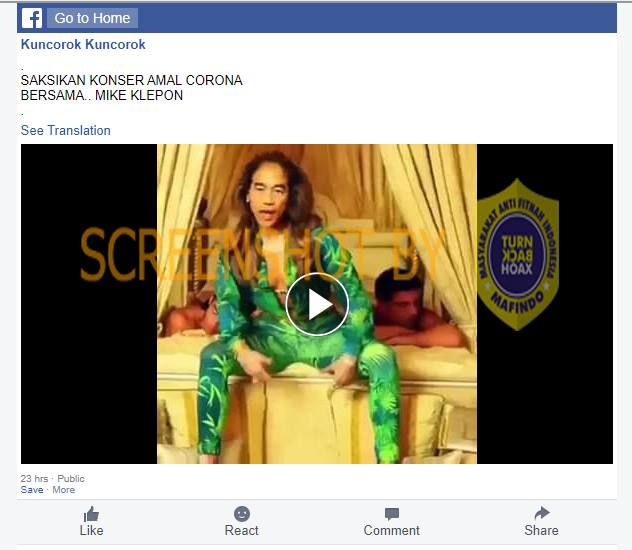 Go to Home
Kuncorok Kuncorok
.
SAKSIKAN KONSER AMAL CORONA
BERSAMA.. MIKE KLEPON
.
See Translation
SCREENSHOT BY
MASYARAKAT ANTI FITNAH INDONESIA
TURN
BACK
HOAX
MAFINDO
23 hrs · Public
Save · More
Like
React
Comment
Share